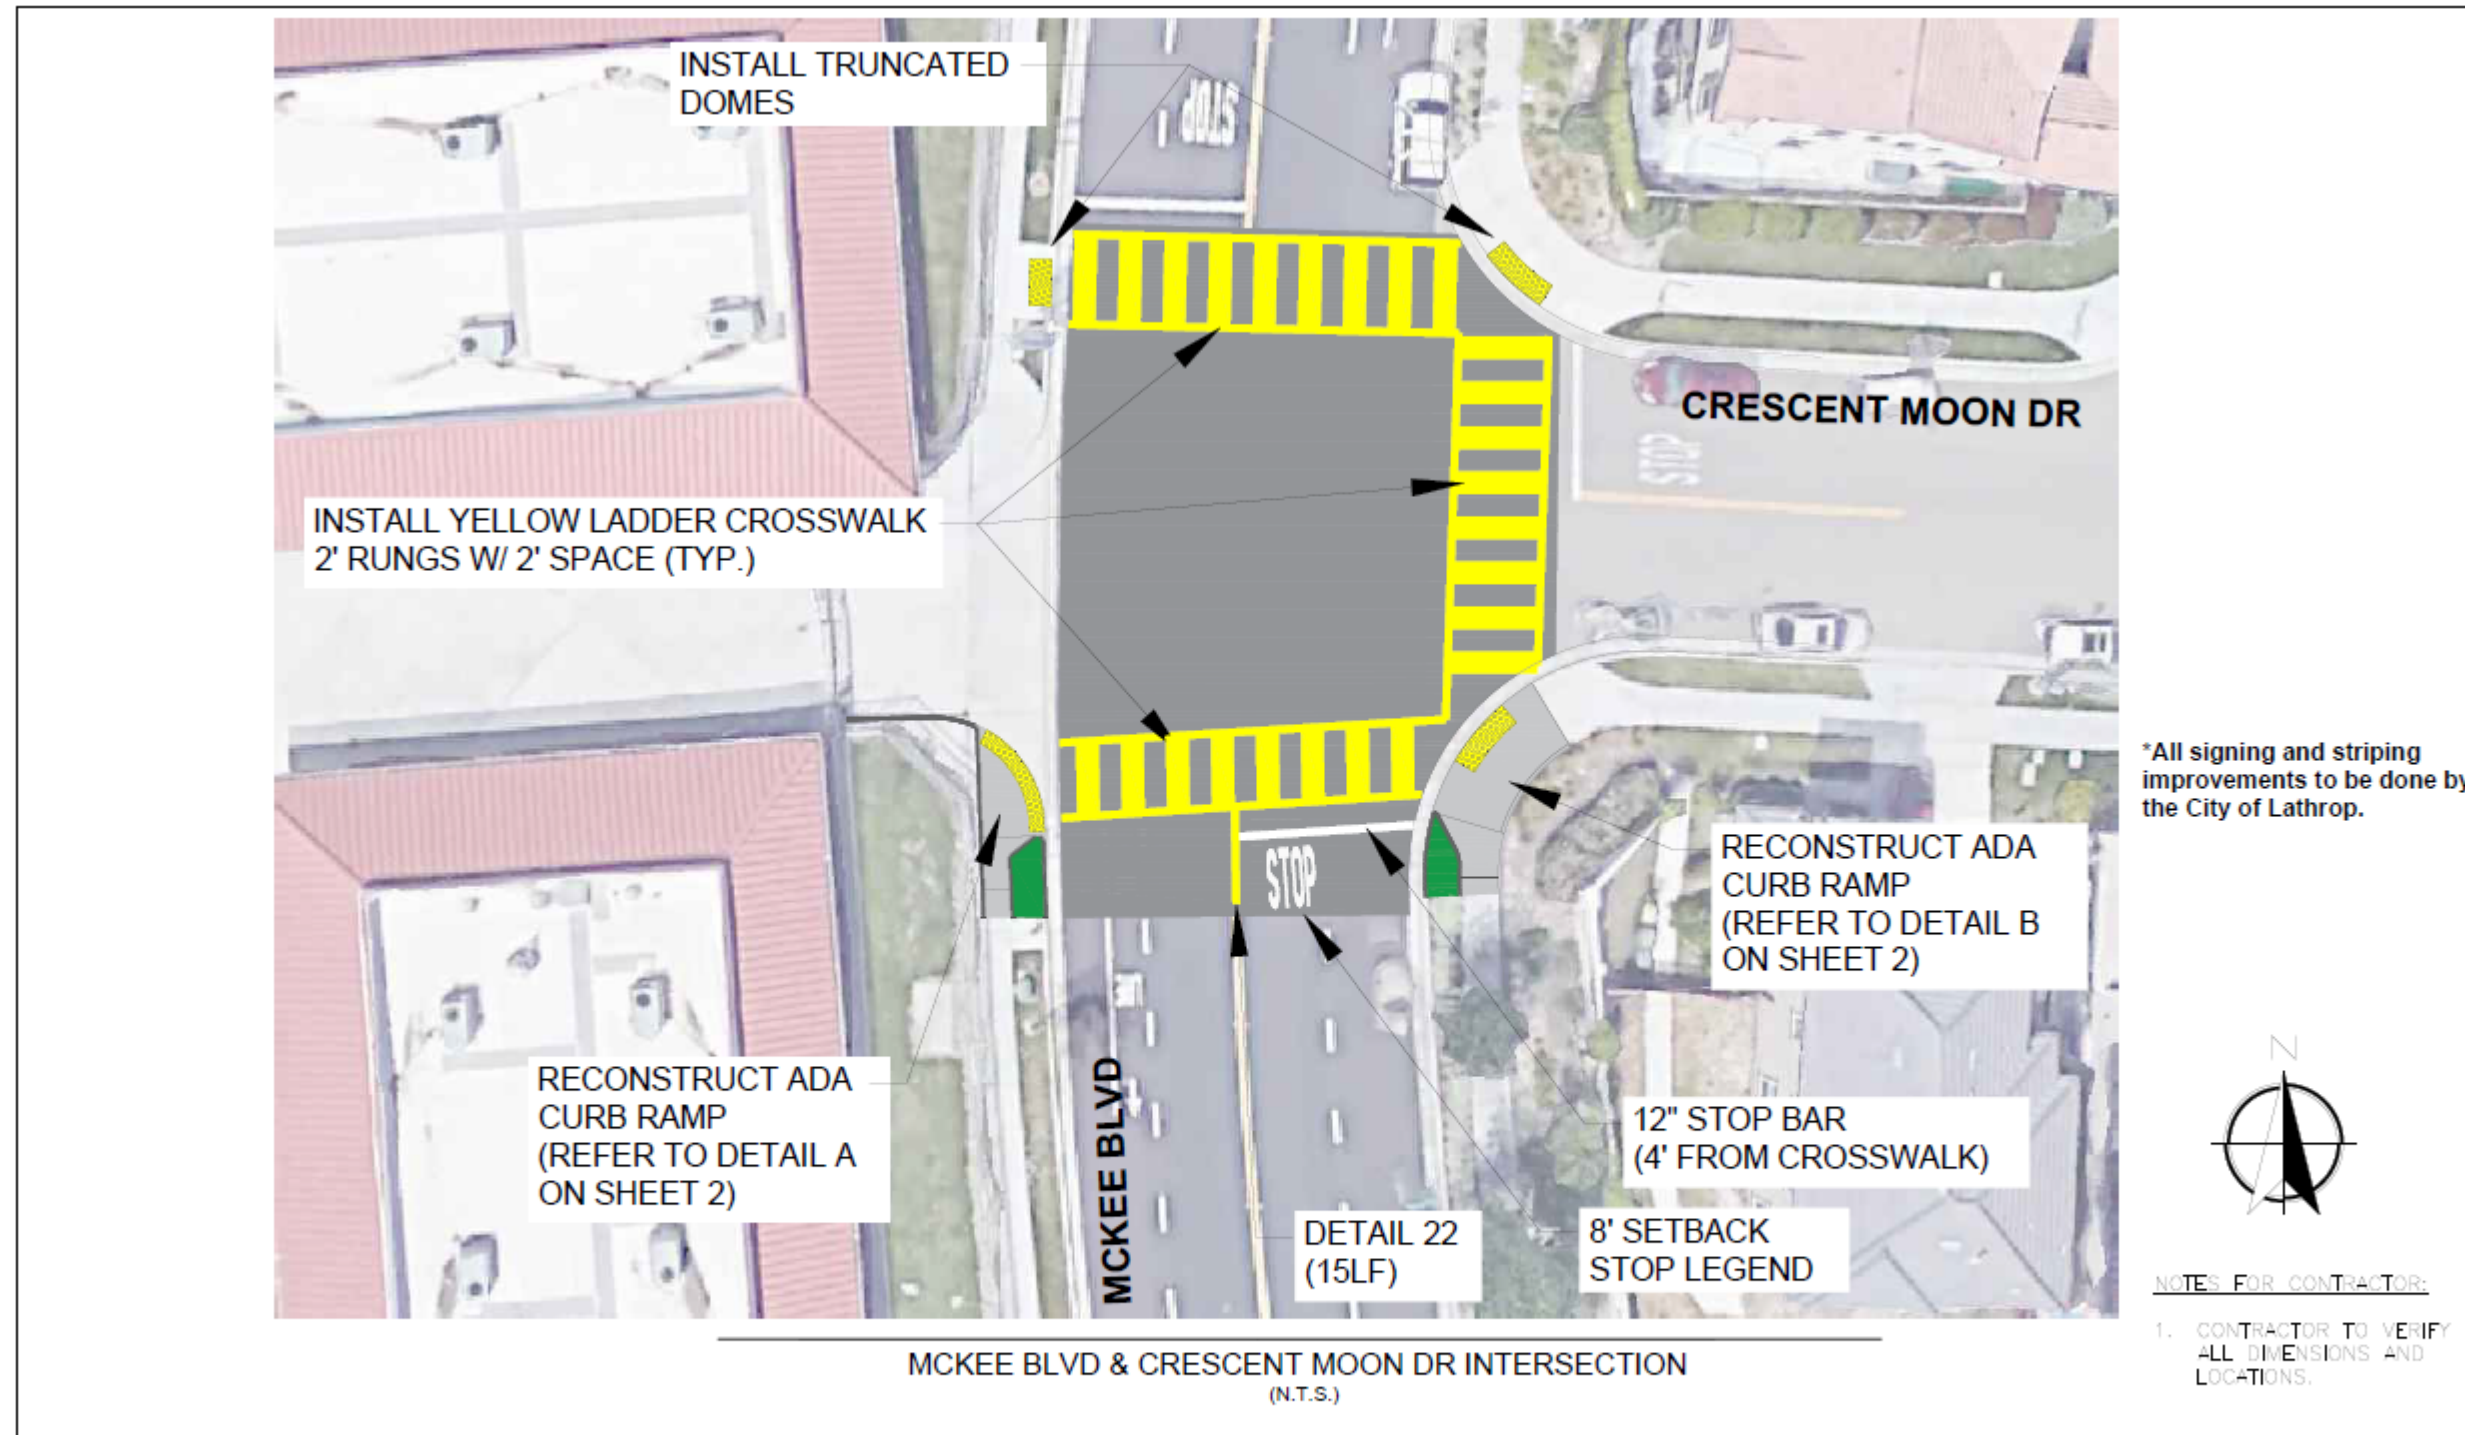 INSTALL TRUNCATED
DOMES
STOP
CRESCENT MOON DR
STOP
INSTALL YELLOW LADDER CROSSWALK
2' RUNGS W/ 2' SPACE (TYP.)
*All signing and striping
improvements to be done by
the City of Lathrop.
STOP
RECONSTRUCT ADA
CURB RAMP
(REFER TO DETAIL B
ON SHEET 2)
RECONSTRUCT ADA
CURB RAMP
(REFER TO DETAIL A
ON SHEET 2)
MCKEE BLVD
12" STOP BAR
(4' FROM CROSSWALK)
DETAIL 22
(15LF)
8' SETBACK
STOP LEGEND
N
NOTES FOR CONTRACTOR:
1. CONTRACTOR TO VERIFY
ALL DIMENSIONS AND
LOCATIONS.
MCKEE BLVD & CRESCENT MOON DR INTERSECTION
(N.T.S.)